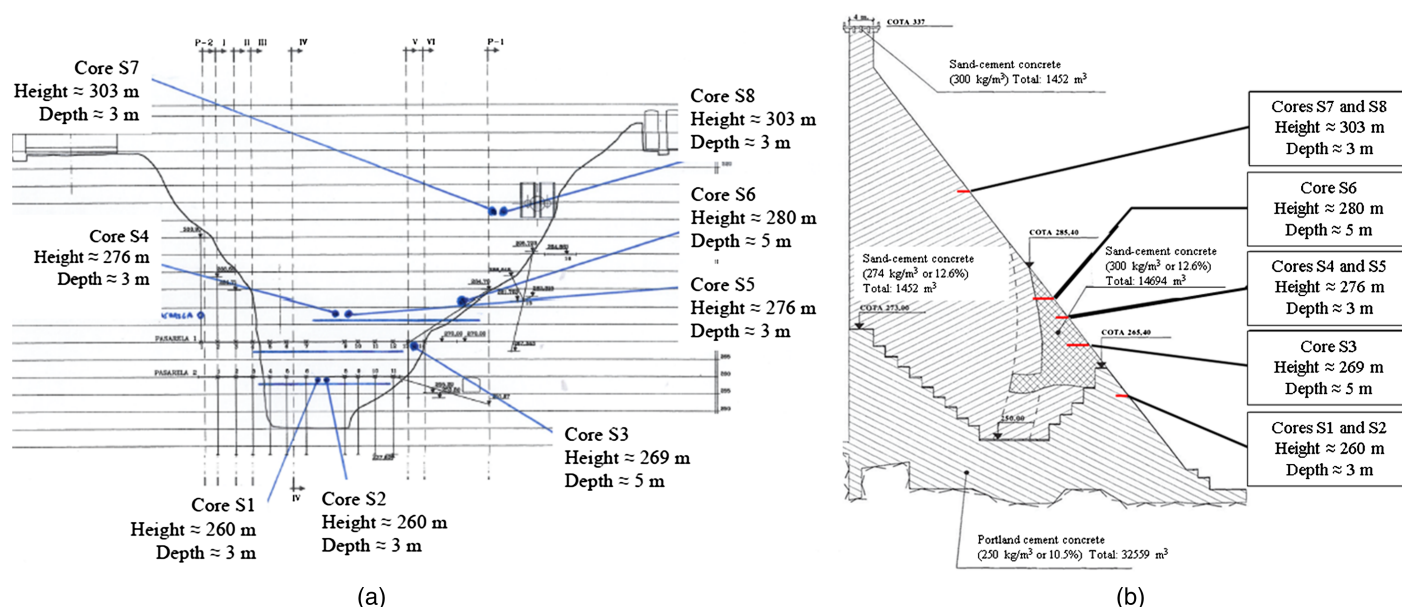 P-2 I II III IV V VI P-1
Core S7
Height ≈ 303 m
Depth ≈ 3 m
Core S8
Height ≈ 303 m
Depth ≈ 3 m
Core S6
Height ≈ 280 m
Depth ≈ 5 m
Core S4
Height ≈ 276 m
Depth ≈ 3 m
Core S5
Height ≈ 276 m
Depth ≈ 3 m
PASARELA 1
PASARELA 2
Core S3
Height ≈ 269 m
Depth ≈ 5 m
Core S1
Height ≈ 260 m
Depth ≈ 3 m
IV
Core S2
Height ≈ 260 m
Depth ≈ 3 m
(a)
4 m.
COTA 337
Sand-cement concrete
(300 kg/m³) Total: 1452 m³
Cores S7 and S8
Height ≈ 303 m
Depth ≈ 3 m
Core S6
Height ≈ 280 m
Depth ≈ 5 m
COTA 285,40
Sand-cement concrete
(274 kg/m³ or 12.6%)
Total: 1452 m³
Sand-cement concrete
(300 kg/m³ or 12.6%)
Total: 14694 m³
Cores S4 and S5
Height ≈ 276 m
Depth ≈ 3 m
COTA 273,00
COTA 265,40
Core S3
Height ≈ 269 m
Depth ≈ 5 m
250,00
Cores S1 and S2
Height ≈ 260 m
Depth ≈ 3 m
Portland cement concrete
(250 kg/m³ or 10.5%) Total: 32559 m³
(b)